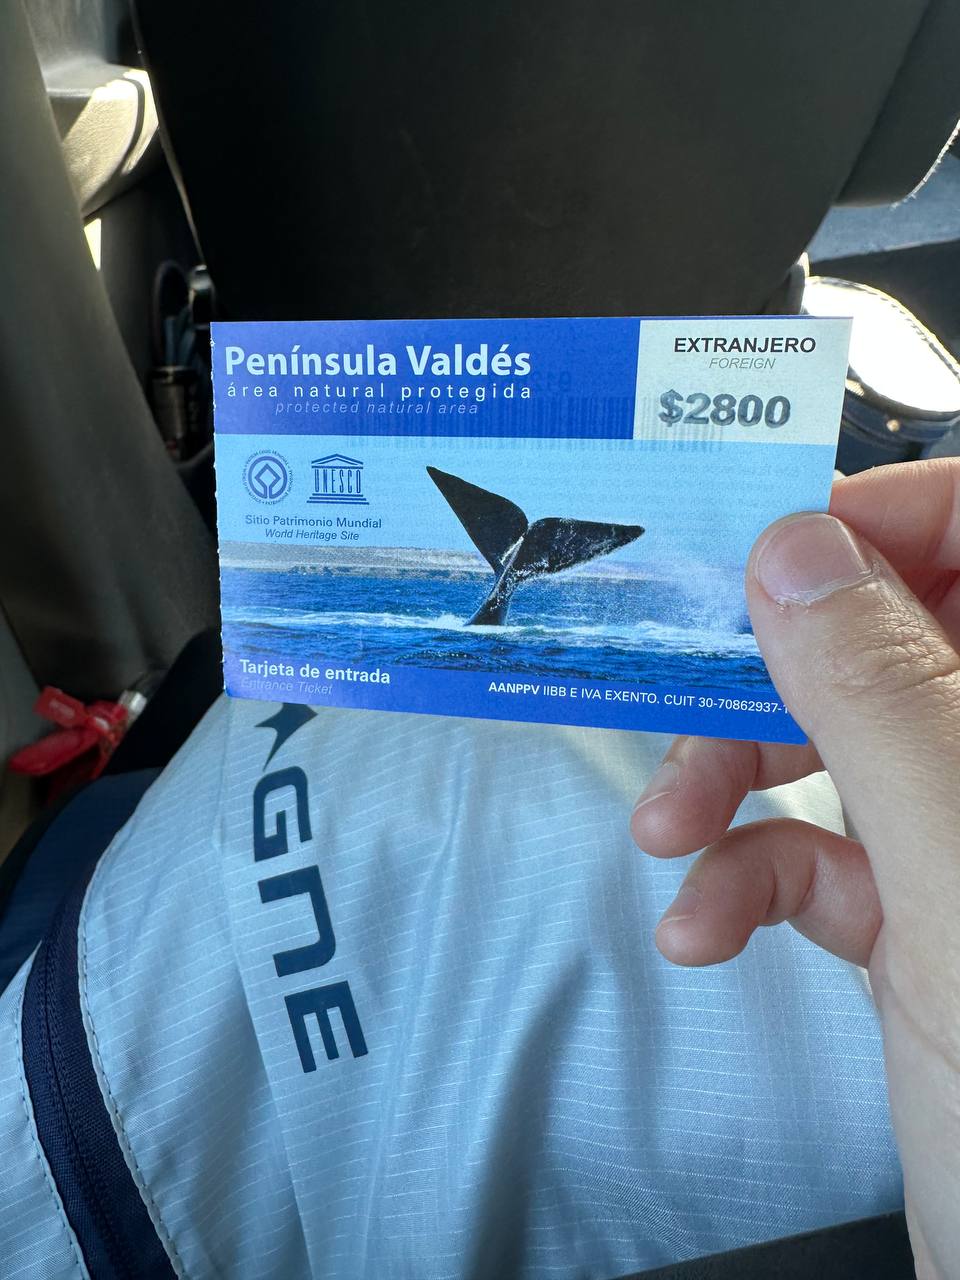 Península Valdés
área natural protegida
protected natural area
EXTRANJERO
FOREIGN
$2800
UNESCO
Sitio Patrimonio Mundial
World Heritage Site
Tarjeta de entrada
Entrance Ticket
AANPPV IIBB E IVA EXENTO. CUIT 30-70862937-1
GNE